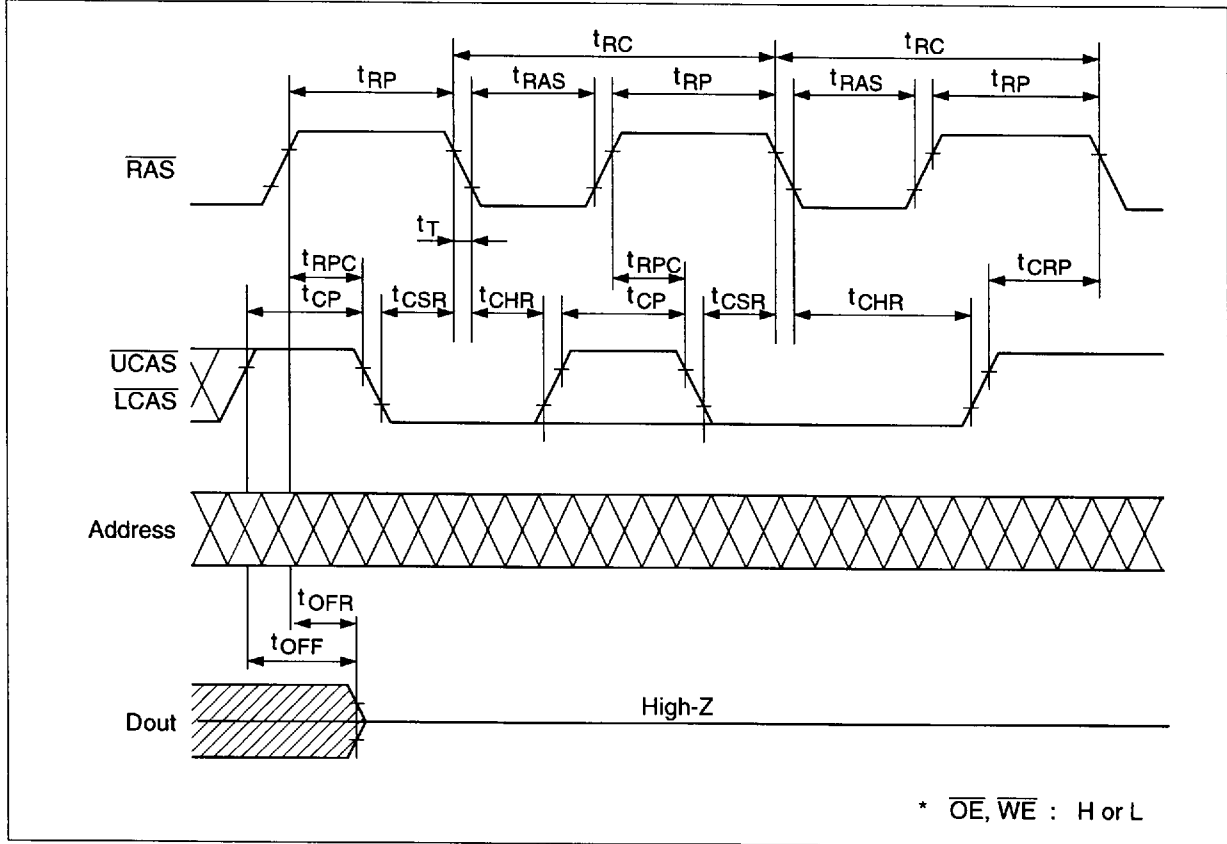 tRC tRC
tRP tRAS tRP tRAS tRP
RAS
tT
tRPC tRPC tCRP
tCP tCSR tCHR tCP tCSR tCHR
UCAS
LCAS
Address
tOFR
tOFF
Dout High-Z
* OE, WE : H or L